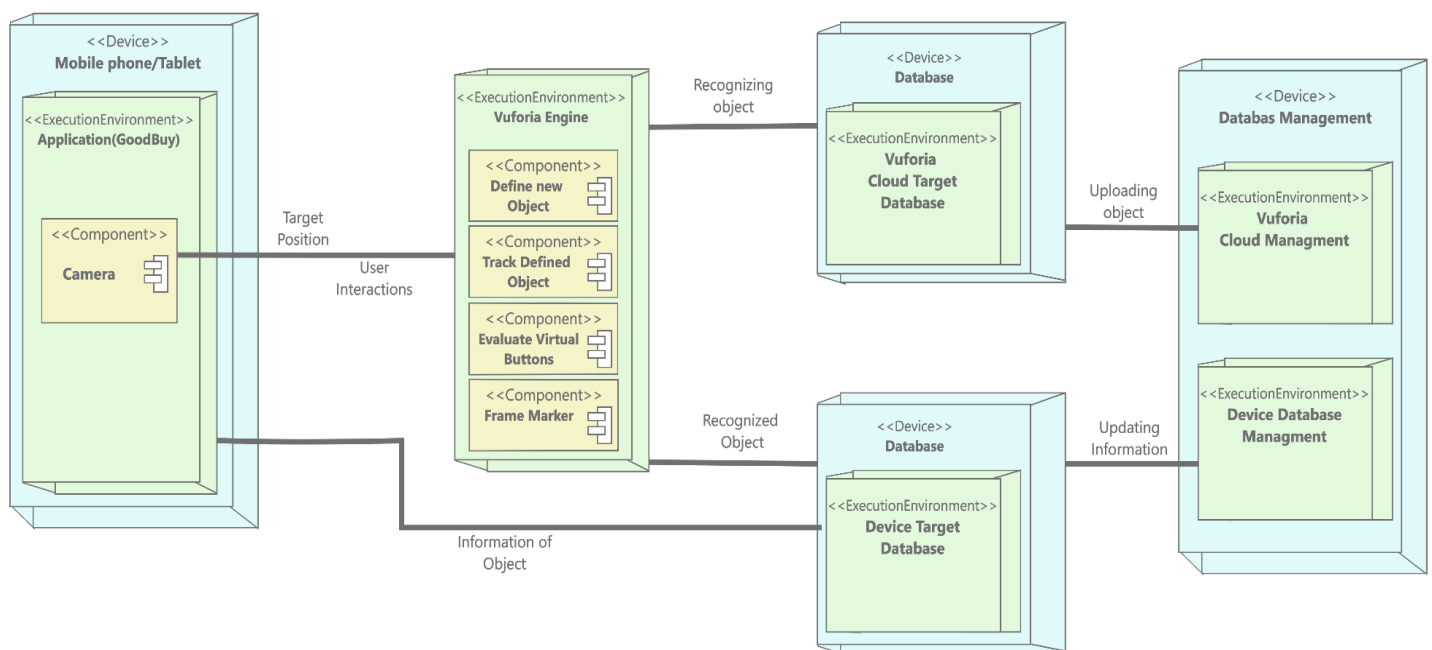 <<Device>>
Mobile phone/Tablet
<<ExecutionEnvironment>>
Application(GoodBuy)
<<Component>>
Camera
Target
Position
User
Interactions
<<ExecutionEnvironment>>
Vuforia Engine
<<Component>>
Define new
Object
<<Component>>
Track Defined
Object
<<Component>>
Evaluate Virtual
Buttons
<<Component>>
Frame Marker
Recognizing
object
Recognized
Object
Information of
Object
<<Device>>
Database
<<ExecutionEnvironment>>
Vuforia
Cloud Target
Database
<<Device>>
Database
<<ExecutionEnvironment>>
Device Target
Database
Uploading
object
Updating
Information
<<Device>>
Databas Management
<<ExecutionEnvironment>>
Vuforia
Cloud Managment
<<ExecutionEnvironment>>
Device Database
Managment